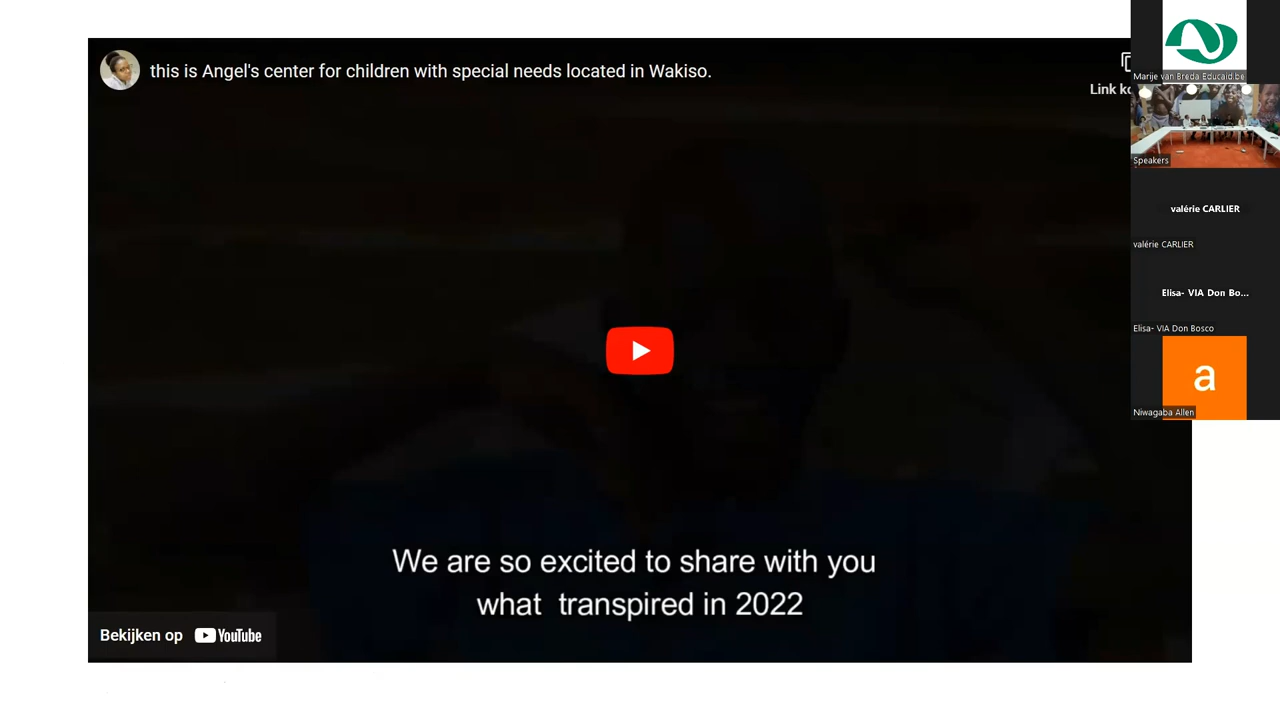 this is Angel's center for children with special needs located in Wakiso.
Link ko
We are so excited to share with you
what transpired in 2022
Bekijken op YouTube
Marije van Breda Educaid.be
Speakers
valérie CARLIER
valérie CARLIER
Elisa- VIA Don Bo...
Elisa- VIA Don Bosco
a
Niwagaba Allen